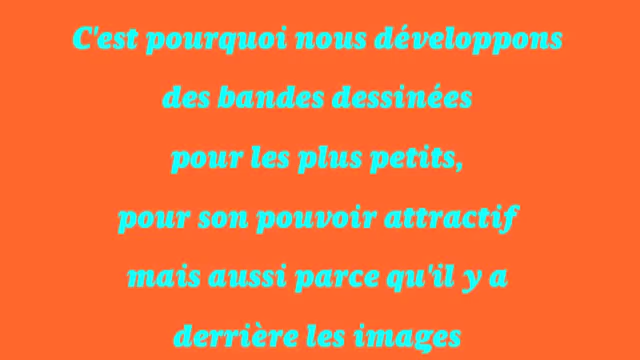 C'est pourquoi nous développons
des bandes dessinées
pour les plus petits,
pour son pouvoir attractif
mais aussi parce qu'il y a
derrière les images